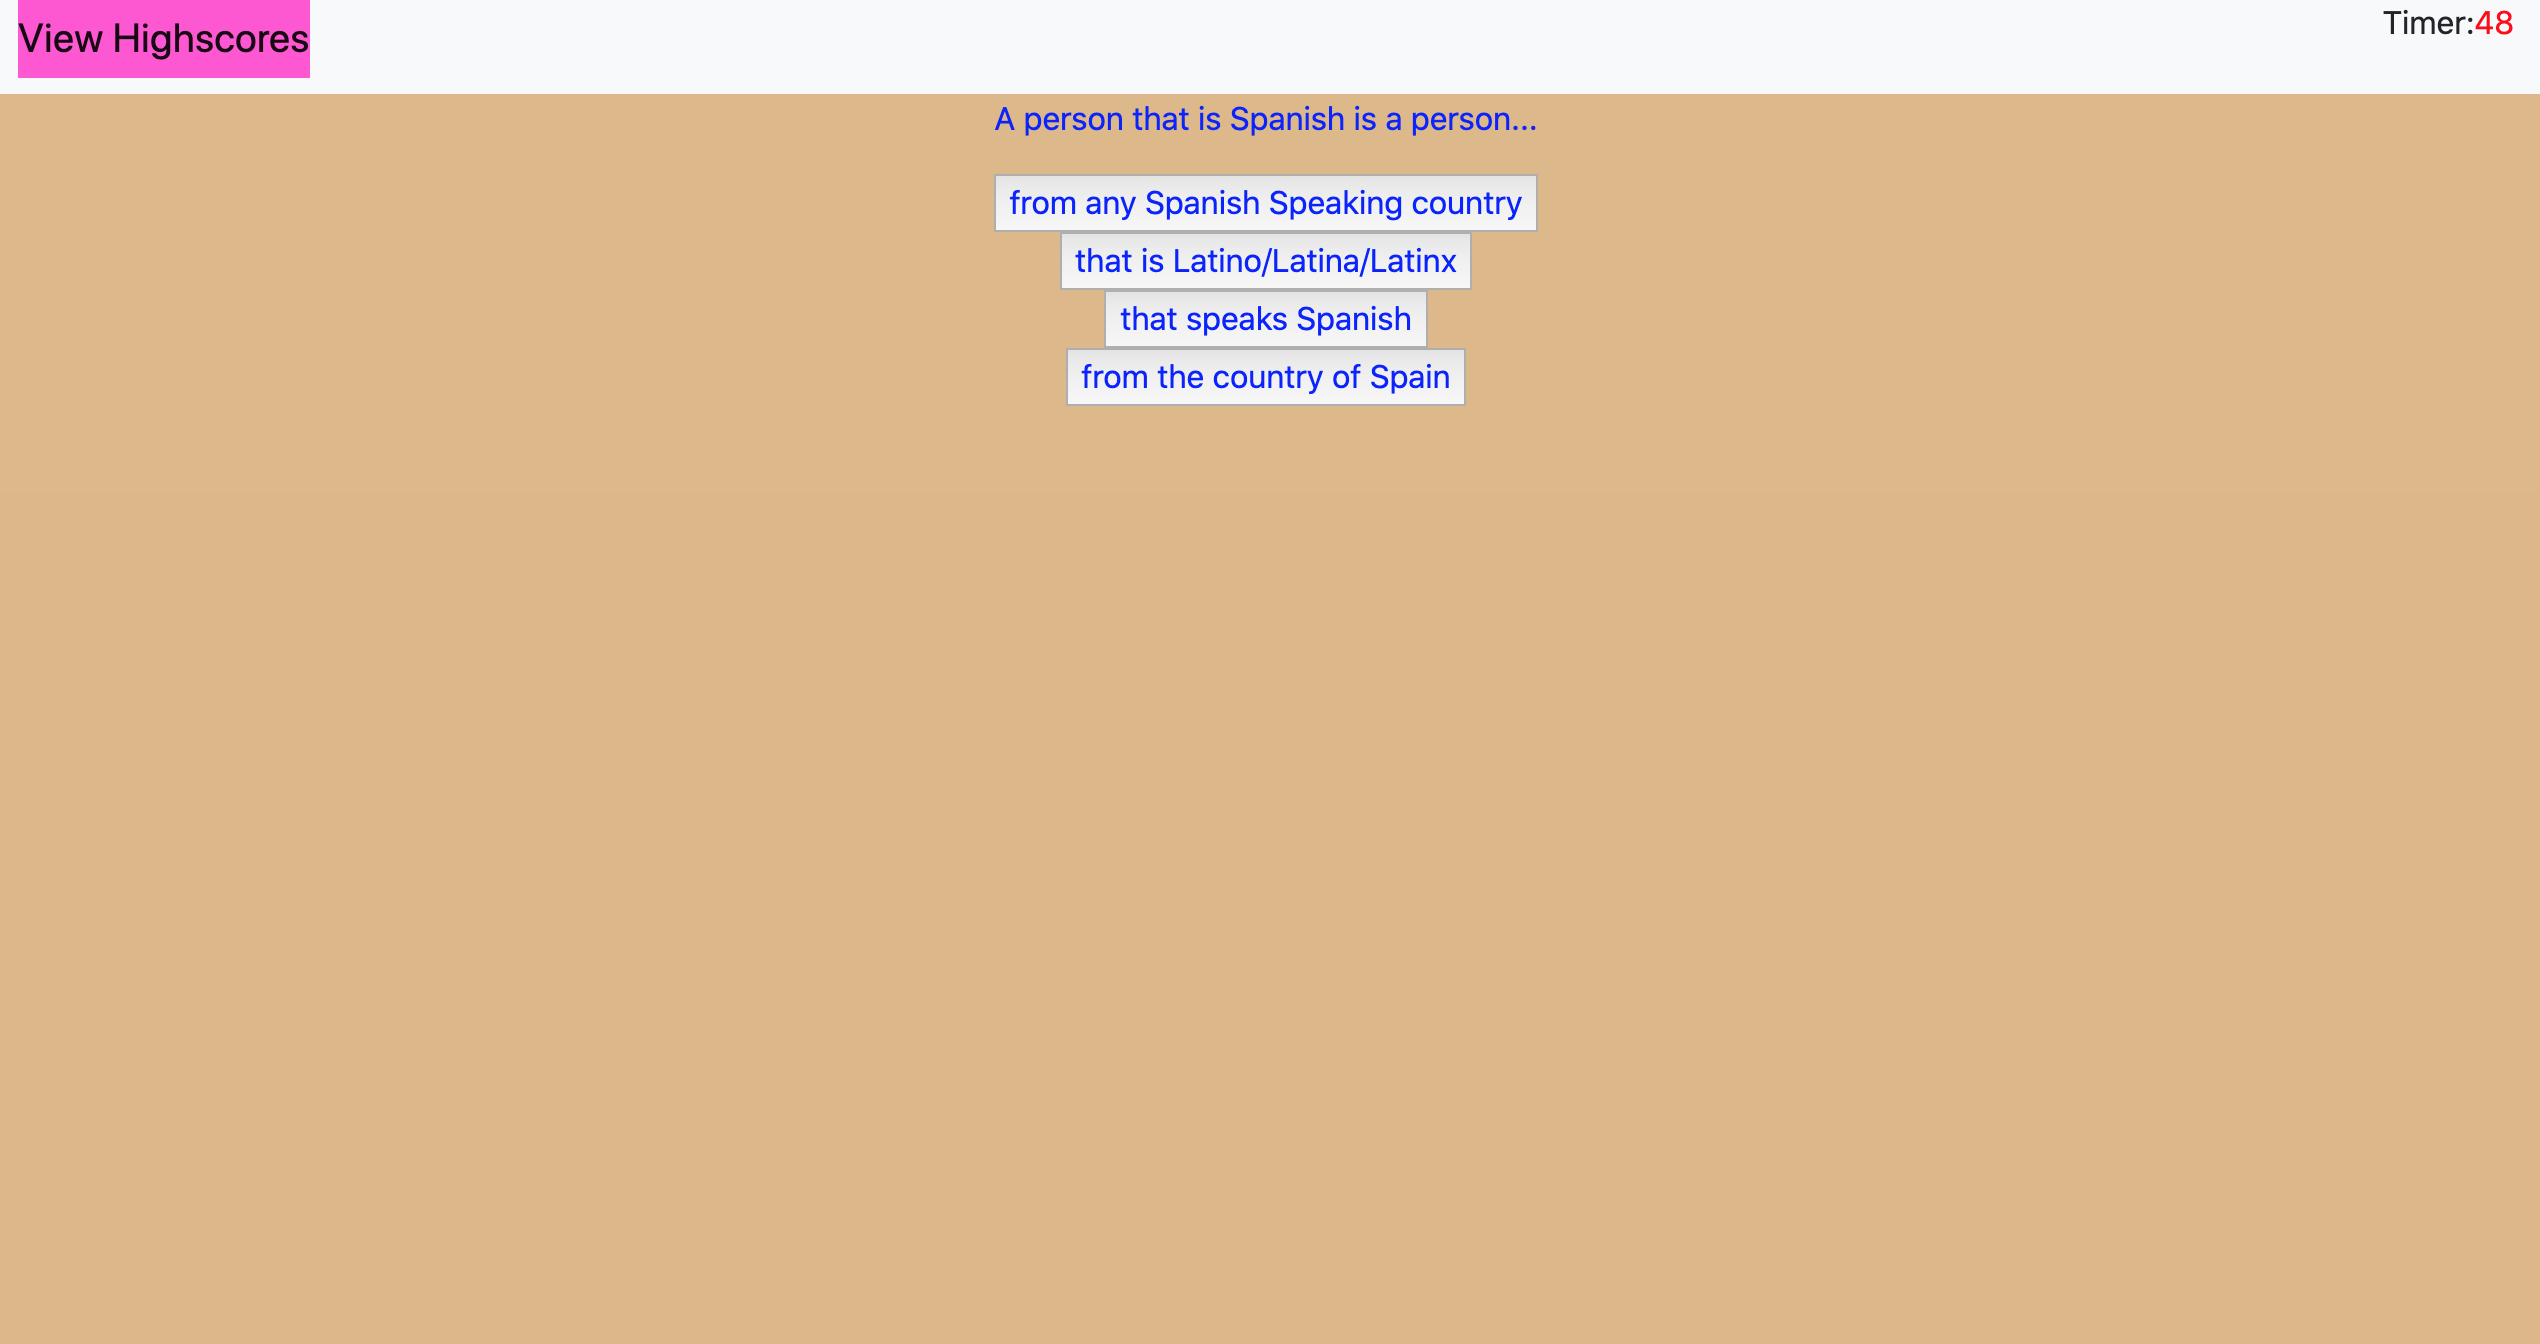 View Highscores
Timer:48
A person that is Spanish is a person...
from any Spanish Speaking country
that is Latino/Latina/Latinx
that speaks Spanish
from the country of Spain